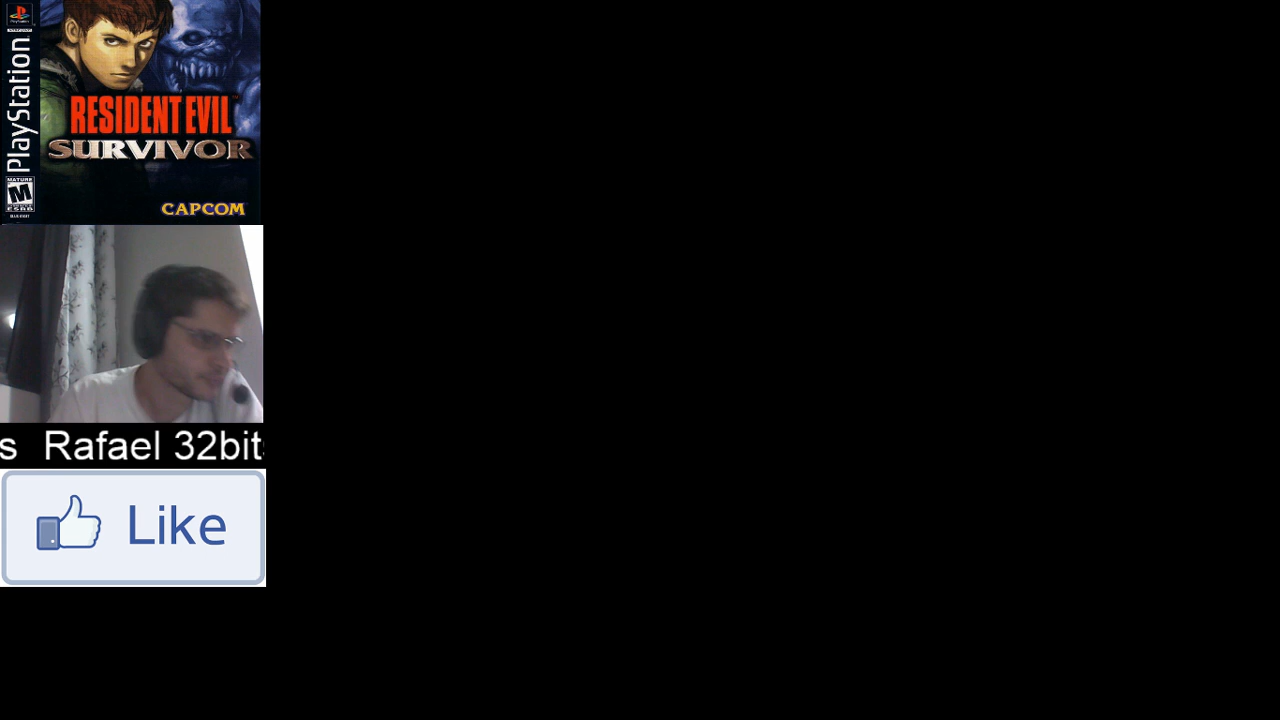 PlayStation
RESIDENT EVIL
SURVIVOR
MATURE
M
ESRB
CAPCOM
s Rafael 32bit
Like